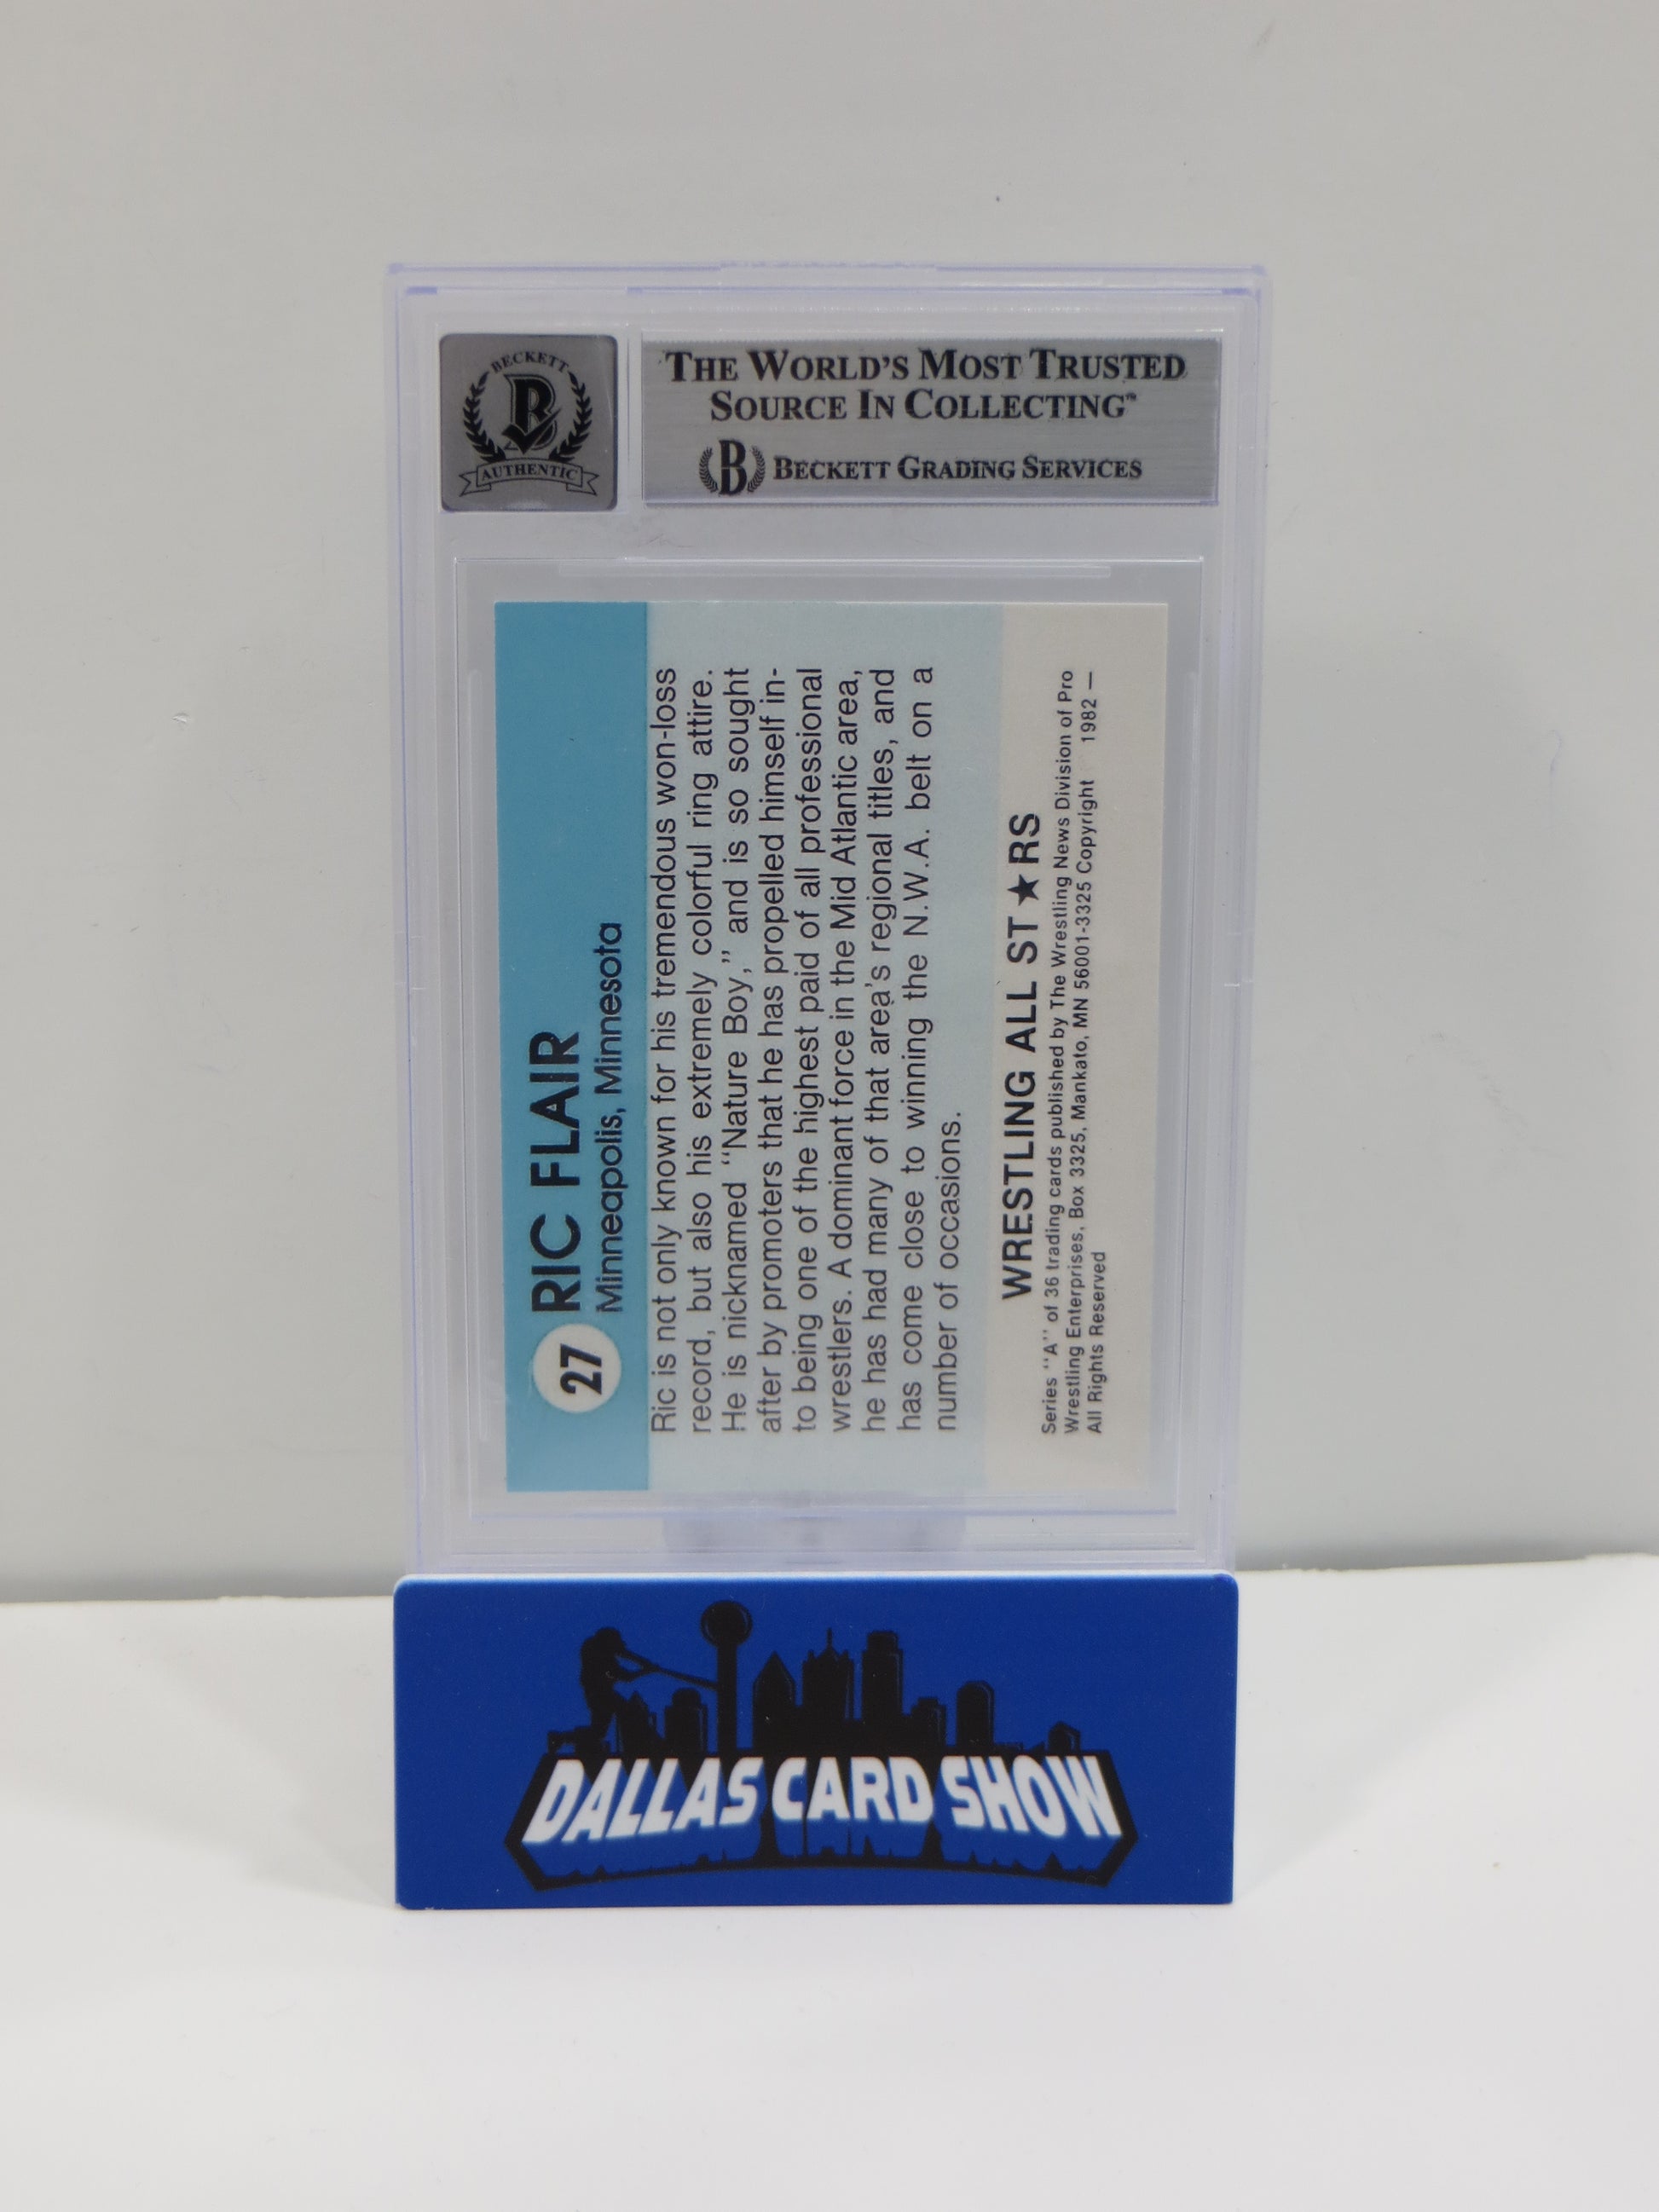 BECKETT
AUTHENTIC
THE WORLD'S MOST TRUSTED
SOURCE IN COLLECTING™
B BECKETT GRADING SERVICES
27 RIC FLAIR
Minneapolis, Minnesota
Ric is not only known for his tremendous won-loss
record, but also his extremely colorful ring attire.
He is nicknamed "Nature Boy," and is so sought
after by promoters that he has propelled himself in-
to being one of the highest paid of all professional
wrestlers. A dominant force in the Mid Atlantic area,
he has had many of that area's regional titles, and
has come close to winning the N.W.A. belt on a
number of occasions.
WRESTLING ALL ST★RS
Series "A" of 36 trading cards published by The Wrestling News Division of Pro
Wrestling Enterprises, Box 3325, Mankato, MN 56001-3325 Copyright 1982 —
All Rights Reserved
DALLAS CARD SHOW